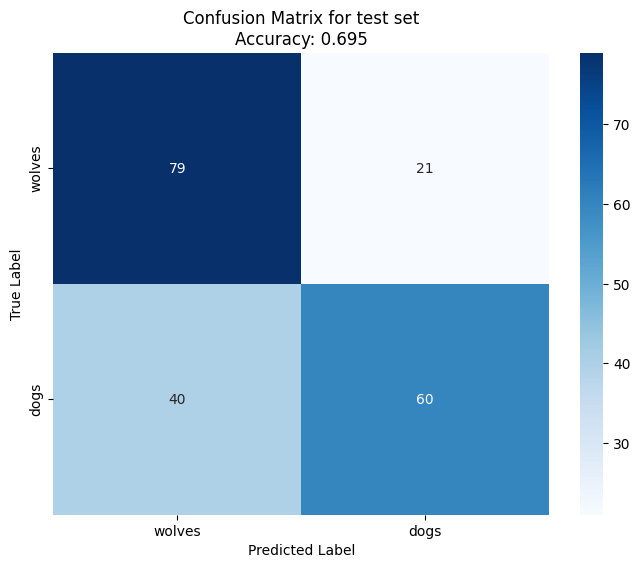 Confusion Matrix for test set
Accuracy: 0.695
True Label
wolves
dogs
79
21
40
60
wolves
dogs
Predicted Label
70
60
50
40
30